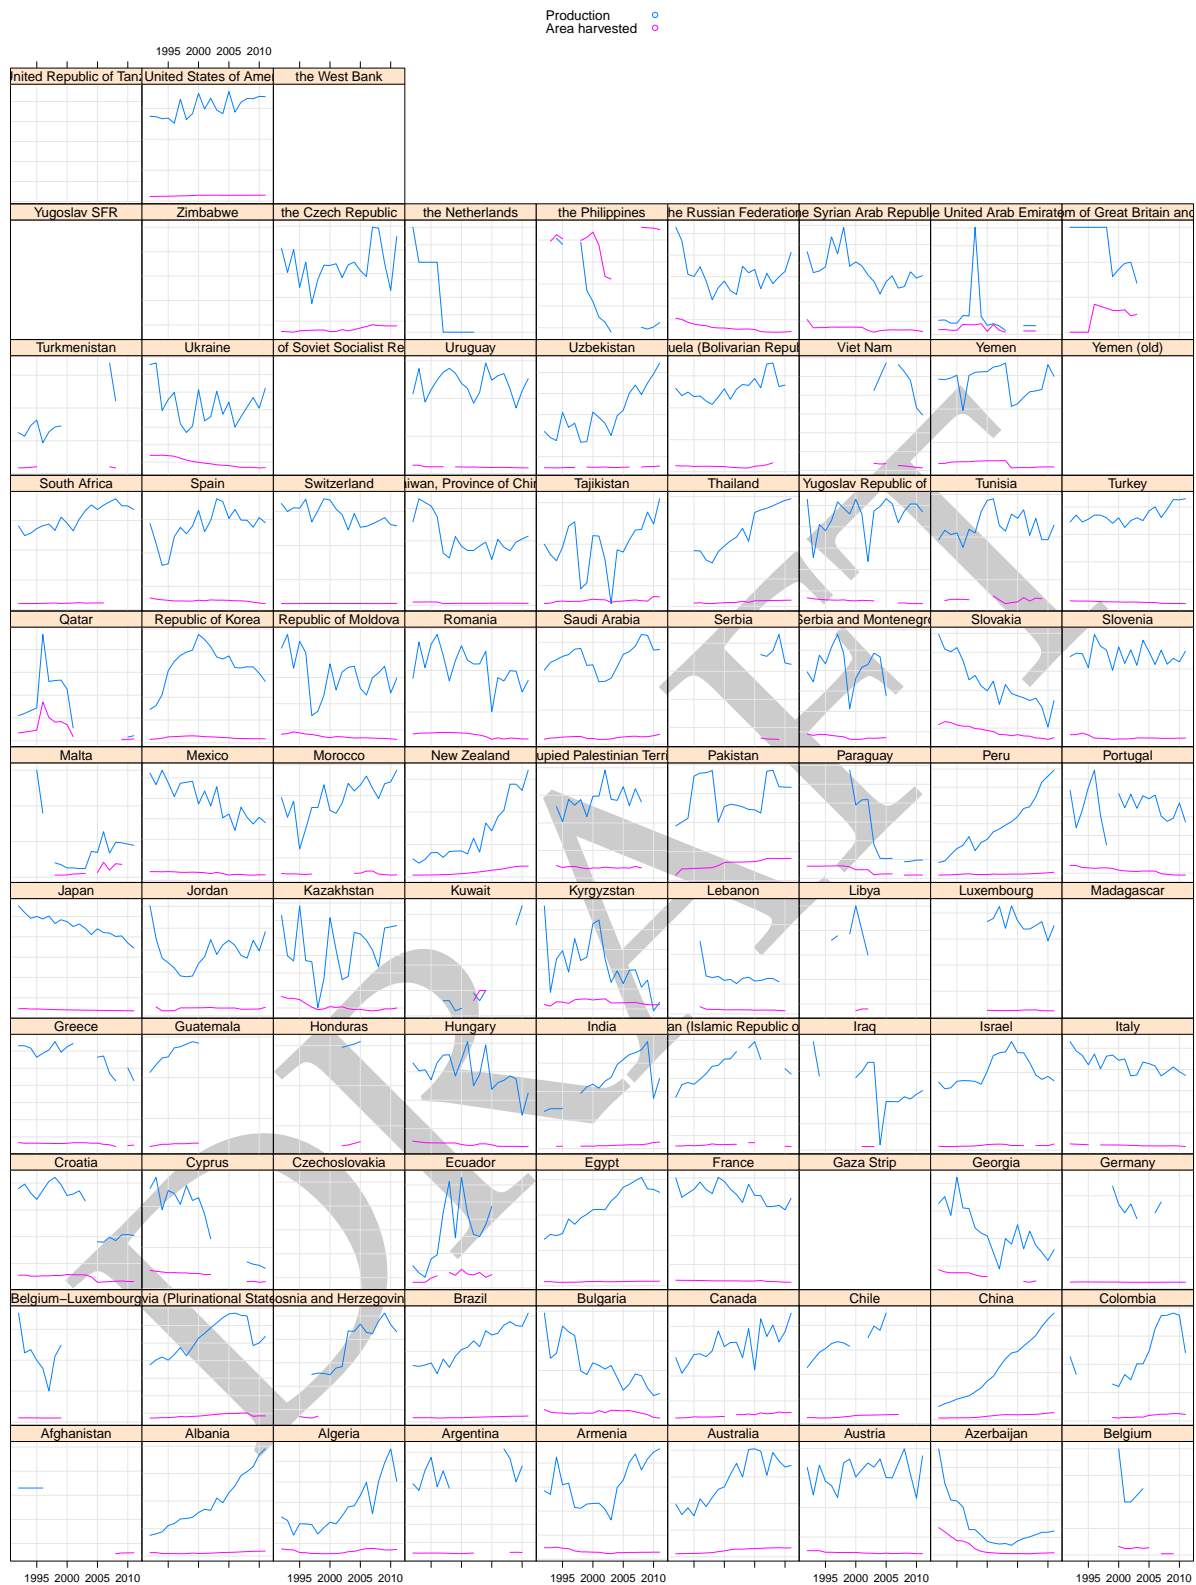 Production
Area harvested
1995 2000 2005 2010
Jnited Republic of Tanz United States of Amer the West Bank
Yugoslav SFR Zimbabwe the Czech Republic the Netherlands the Philippines he Russian Federation e Syrian Arab Republi e United Arab Emirate om of Great Britain and
Turkmenistan Ukraine of Soviet Socialist Re Uruguay Uzbekistan uela (Bolivarian Repub Viet Nam Yemen Yemen (old)
South Africa Spain Switzerland aiwan, Province of Chin Tajikistan Thailand Yugoslav Republic of Tunisia Turkey
Qatar Republic of Korea Republic of Moldova Romania Saudi Arabia Serbia Serbia and Montenegro Slovakia Slovenia
Malta Mexico Morocco New Zealand upied Palestinian Terri Pakistan Paraguay Peru Portugal
Japan Jordan Kazakhstan Kuwait Kyrgyzstan Lebanon Libya Luxembourg Madagascar
Greece Guatemala Honduras Hungary India an (Islamic Republic o Iraq Israel Italy
Croatia Cyprus Czechoslovakia Ecuador Egypt France Gaza Strip Georgia Germany
Belgium−Luxembourg via (Plurinational State osnia and Herzegovin Brazil Bulgaria Canada Chile China Colombia
Afghanistan Albania Algeria Argentina Armenia Australia Austria Azerbaijan Belgium
1995 2000 2005 2010 1995 2000 2005 2010 1995 2000 2005 2010 1995 2000 2005 2010 1995 2000 2005 2010
DRAFT